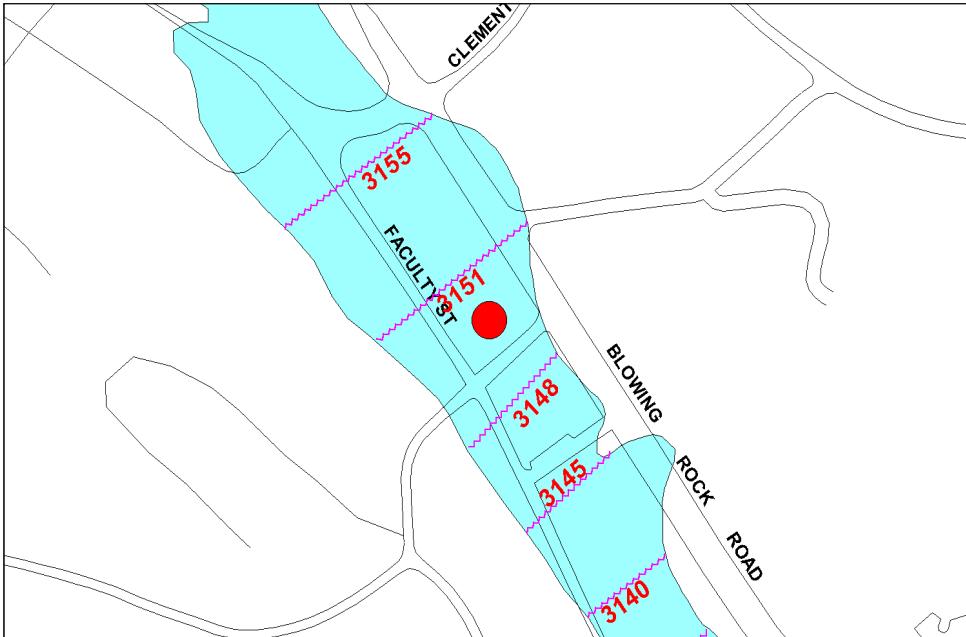 CLEMENT
3155
FACULTY ST
3151
BLOWING
3148
ROCK
3145
ROAD
3140